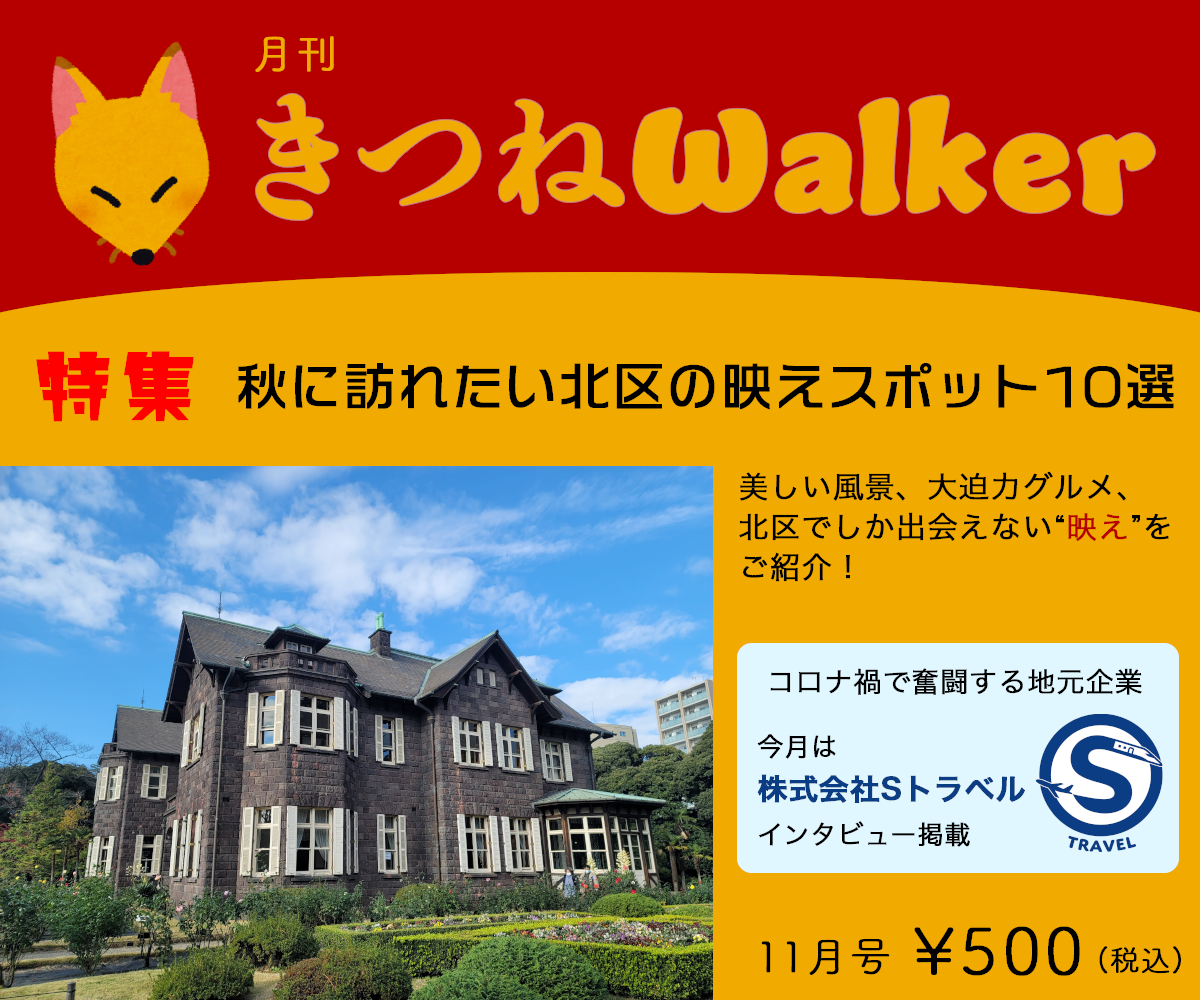 月刊
きつねWalker
特集 秋に訪れたい北区の映えスポット10選
美しい風景、大迫力グルメ、
北区でしか出会えない“映え”を
ご紹介！
コロナ禍で奮闘する地元企業
今月は
株式会社Sトラベル
インタビュー掲載
S
TRAVEL
11月号 ¥500（税込）